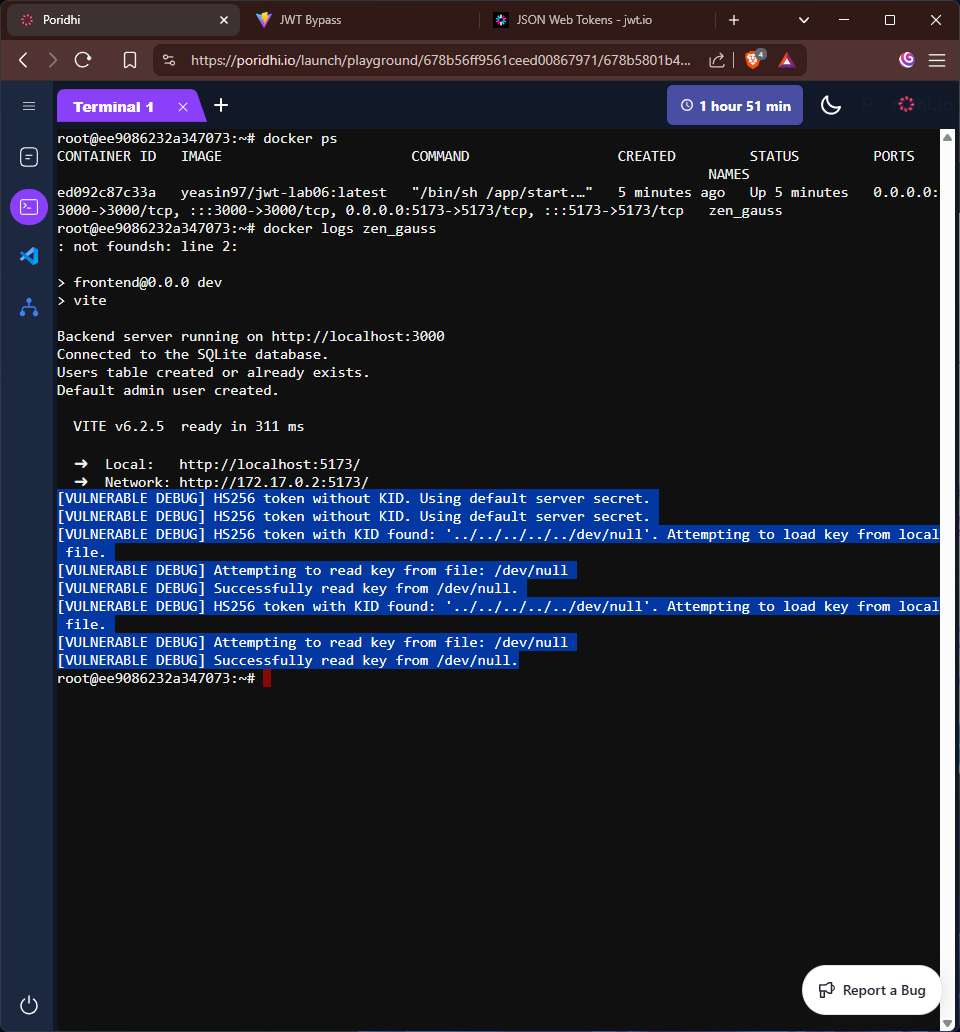 Poridhi
JWT Bypass
JSON Web Tokens - jwt.io
https://poridhi.io/launch/playground/678b56ff9561ceed00867971/678b5801b4...
4
Terminal 1
1 hour 51 min
root@ee9086232a347073:~# docker ps
CONTAINER ID   IMAGE                        COMMAND                  CREATED         STATUS         PORTS
NAMES
ed092c87c33a   yeasin97/jwt-lab06:latest   "/bin/sh /app/start.…"   5 minutes ago   Up 5 minutes   0.0.0.0:
3000->3000/tcp, :::3000->3000/tcp, 0.0.0.0:5173->5173/tcp, :::5173->5173/tcp   zen_gauss
root@ee9086232a347073:~# docker logs zen_gauss
: not foundsh: line 2:
> frontend@0.0.0 dev
> vite
Backend server running on http://localhost:3000
Connected to the SQLite database.
Users table created or already exists.
Default admin user created.
VITE v6.2.5  ready in 311 ms
➜  Local:   http://localhost:5173/
➜  Network: http://172.17.0.2:5173/
[VULNERABLE DEBUG] HS256 token without KID. Using default server secret.
[VULNERABLE DEBUG] HS256 token without KID. Using default server secret.
[VULNERABLE DEBUG] HS256 token with KID found: '../../../../../dev/null'. Attempting to load key from local
file.
[VULNERABLE DEBUG] Attempting to read key from file: /dev/null
[VULNERABLE DEBUG] Successfully read key from /dev/null.
[VULNERABLE DEBUG] HS256 token with KID found: '../../../../../dev/null'. Attempting to load key from local
file.
[VULNERABLE DEBUG] Attempting to read key from file: /dev/null
[VULNERABLE DEBUG] Successfully read key from /dev/null.
root@ee9086232a347073:~#
Report a Bug